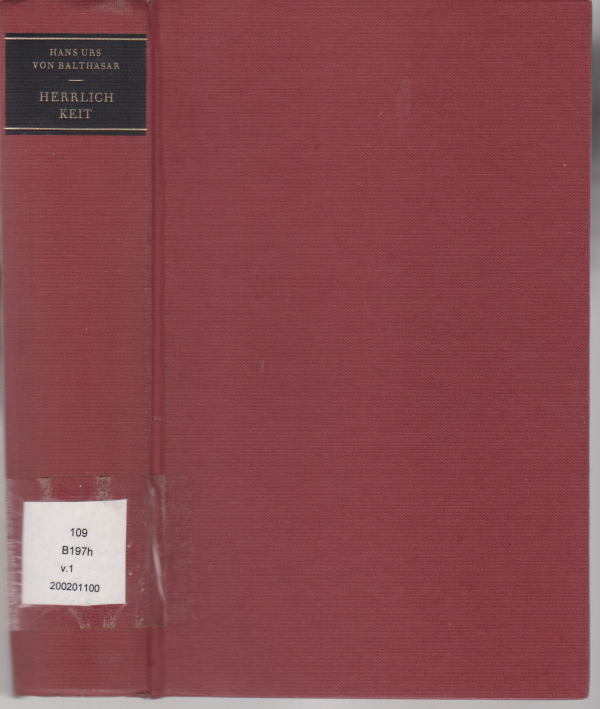 HANS URS
VON BALTHASAR
HERRLICH
KEIT
109
B197h
v.1
200201100